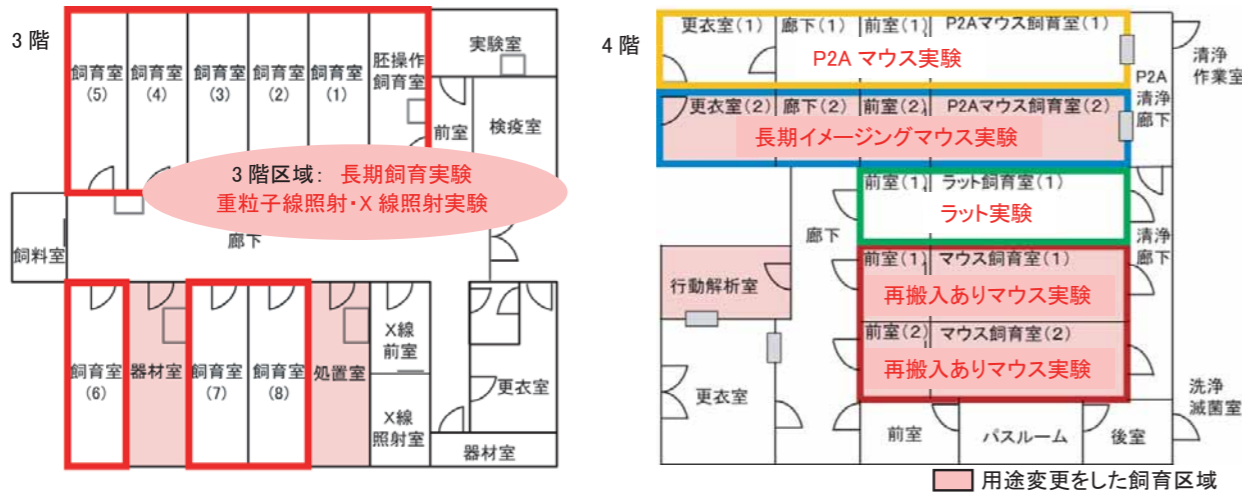 3 階
飼育室
(5)
飼育室
(4)
飼育室
(3)
飼育室
(2)
飼育室
(1)
胚操作
飼育室
実験室
前室
検疫室
3 階区域： 長期飼育実験
重粒子線照射・X 線照射実験
廊下
飼料室
飼育室
(6)
器材室
飼育室
(7)
飼育室
(8)
処置室
X線
前室
X線
照射室
更衣室
器材室
4 階
更衣室(1)
廊下(1)
前室(1)
P2Aマウス飼育室(1)
P2A マウス実験
更衣室(2)
廊下(2)
前室(2)
P2Aマウス飼育室(2)
長期イメージングマウス実験
清浄
作業室
P2A
清浄
廊下
前室(1)
ラット飼育室(1)
ラット実験
廊下
清浄
廊下
行動解析室
前室(1)
マウス飼育室(1)
再搬入ありマウス実験
前室(2)
マウス飼育室(2)
再搬入ありマウス実験
更衣室
前室
パスルーム
後室
洗浄
滅菌室
用途変更をした飼育区域